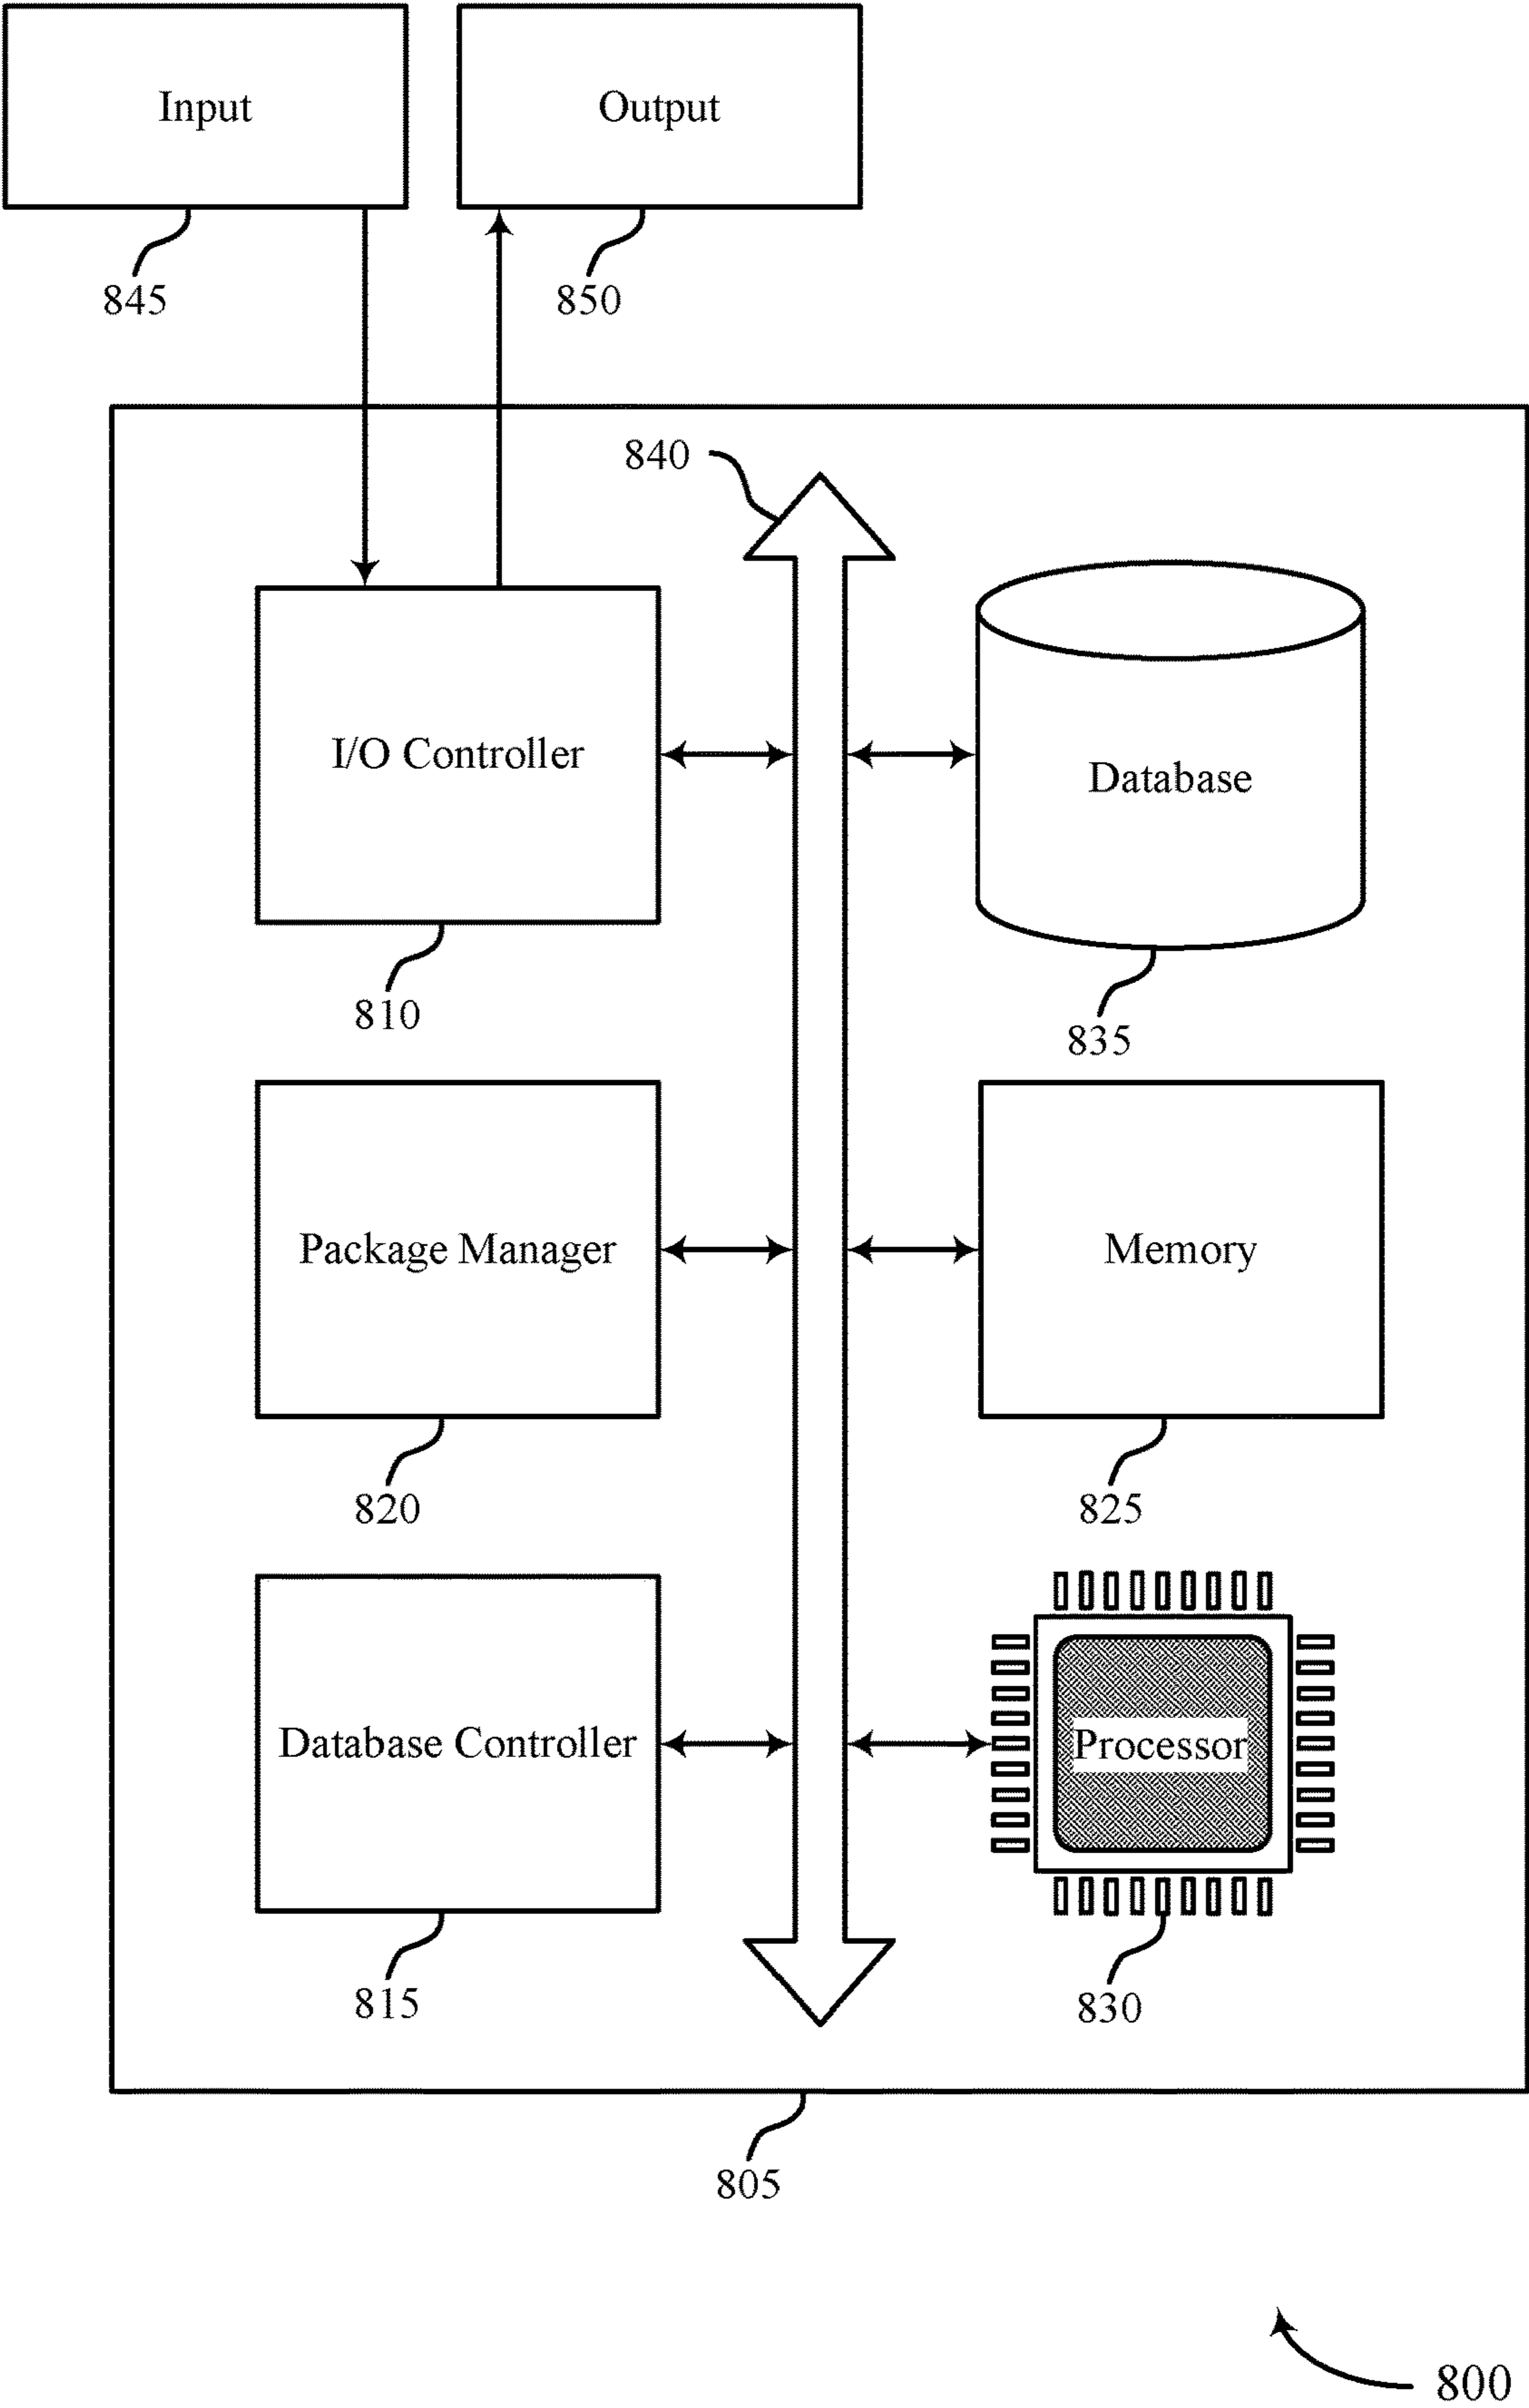 Input
Output
845
850
840
I/O Controller
Database
810
835
Package Manager
Memory
820
825
Database Controller
Processor
815
830
805
800